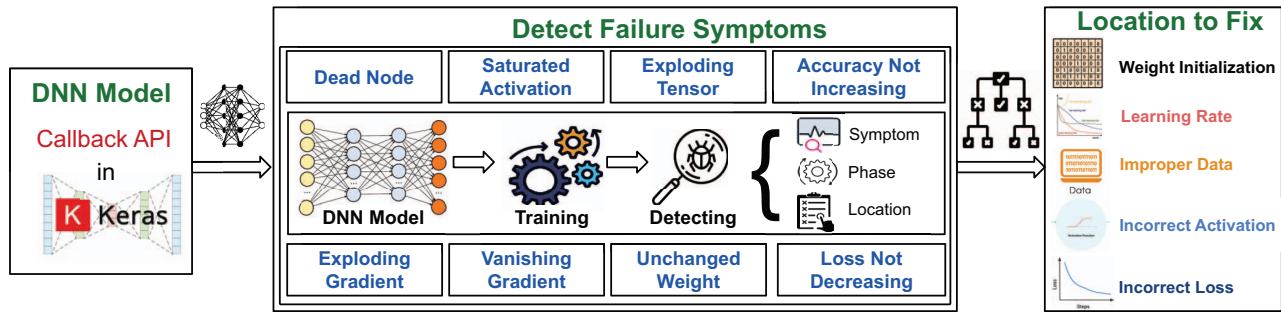 DNN Model
Callback API
in
K Keras
Detect Failure Symptoms
Dead Node
Saturated
Activation
Exploding
Tensor
Accuracy Not
Increasing
DNN Model
Training
Detecting
Symptom
Phase
Location
Exploding
Gradient
Vanishing
Gradient
Unchanged
Weight
Loss Not
Decreasing
Location to Fix
Weight Initialization
Learning Rate
Improper Data
Data
Incorrect Activation
Incorrect Loss
Loss
Steps